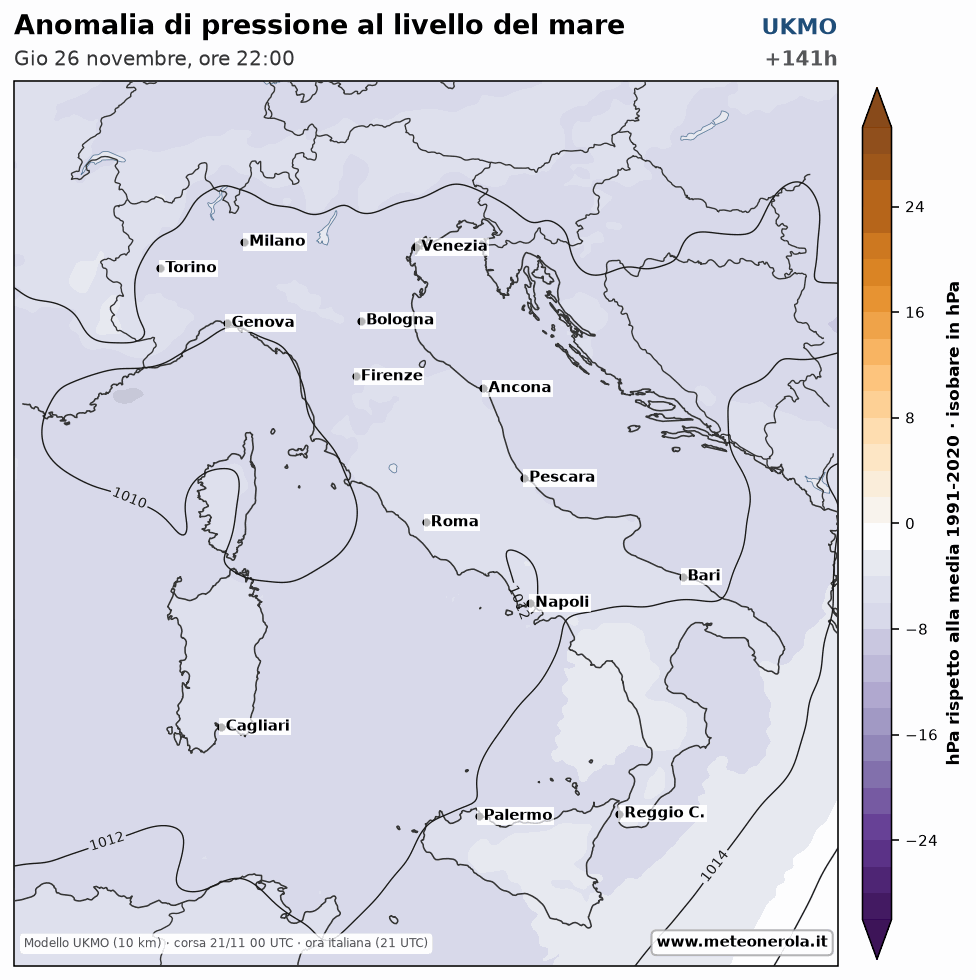 Anomalia di pressione al livello del mare
UKMO
Gio 26 novembre, ore 22:00
+141h
Milano
Venezia
Torino
Genova
Bologna
Firenze
Ancona
1010
Pescara
Roma
Bari
1012
Napoli
Cagliari
Palermo
Reggio C.
1012
1014
Modello UKMO (10 km) · corsa 21/11 00 UTC · ora italiana (21 UTC)
www.meteonerola.it
24
16
8
0
−8
−16
−24
hPa rispetto alla media 1991-2020 · isobare in hPa